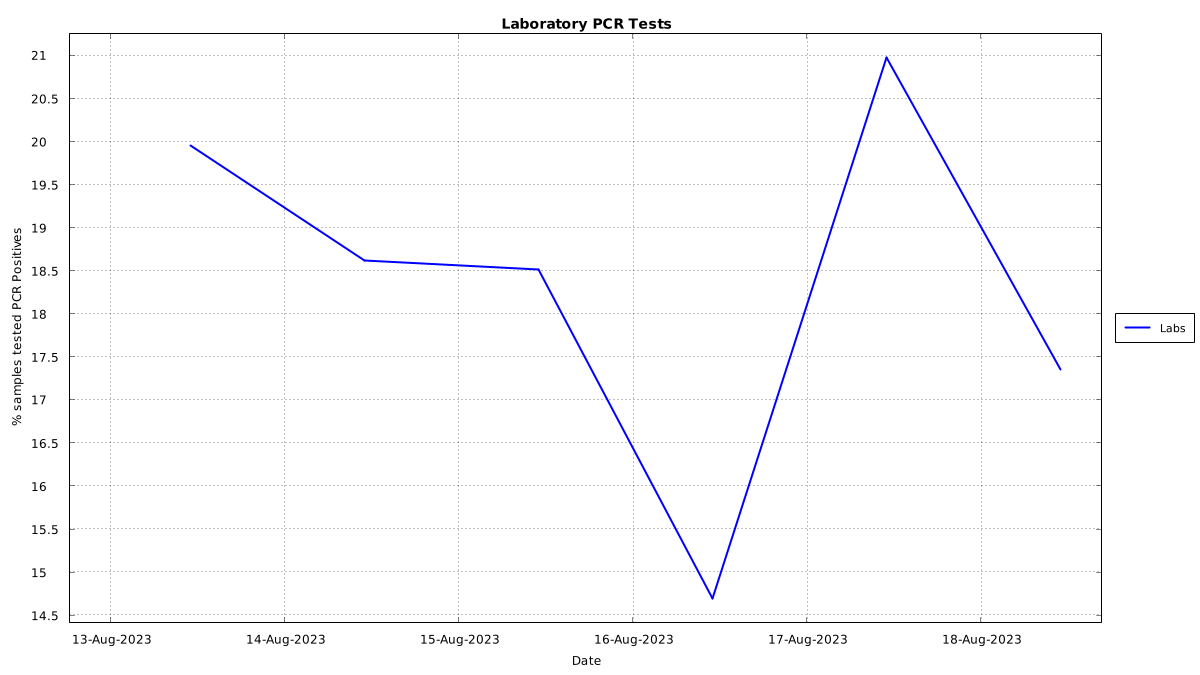 Laboratory PCR Tests
21
20.5
20
19.5
19
18.5
18
17.5
17
16.5
16
15.5
15
14.5
% samples tested PCR Positives
13-Aug-2023 14-Aug-2023 15-Aug-2023 16-Aug-2023 17-Aug-2023 18-Aug-2023
Date
Labs